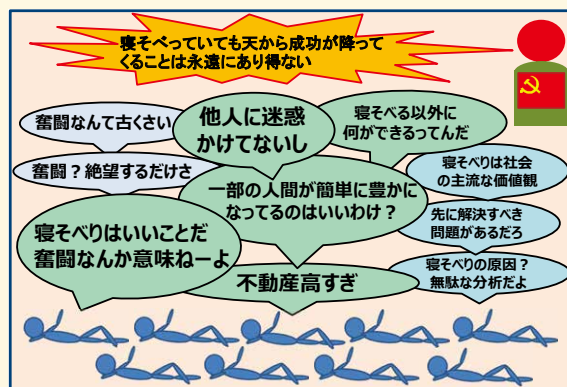 寝そべっていても天から成功が降って
くることは永遠にあり得ない
奮闘なんて古くさい
他人に迷惑
かけてないし
寝そべる以外に
何ができるってんだ
奮闘？絶望するだけさ
一部の人間が簡単に豊かに
なってるのはいいわけ？
寝そべりは社会
の主流な価値観
寝そべりはいいことだ
奮闘なんか意味ねーよ
先に解決すべき
問題があるだろ
不動産高すぎ
寝そべりの原因？
無駄な分析だよ